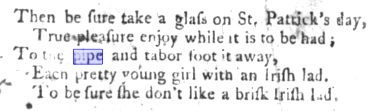 Then be ſure take a glaſs on St. Patrick's day,
True pleaſure enjoy while it is to be had;
To the pipe and tabor foot it away,
Each pretty young girl with an Iriſh lad.
To be ſure ſhe don't like a briſk Iriſh lad.